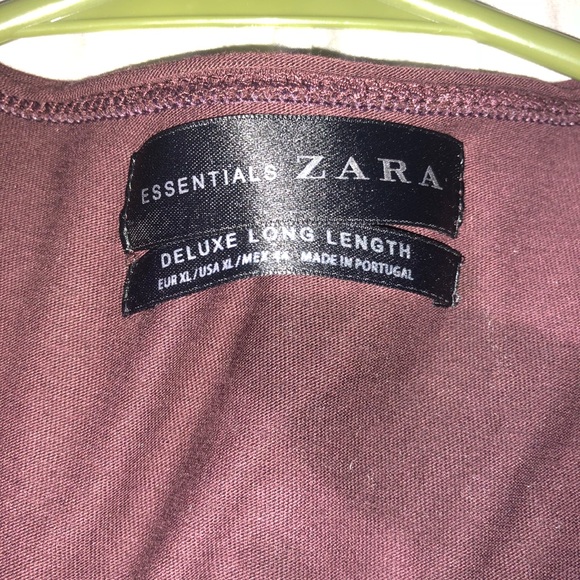 ESSENTIALS ZARA
DELUXE LONG LENGTH
EUR XL/USA XL/MEX 44 MADE IN PORTUGAL